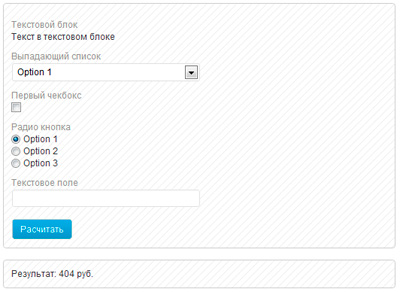 Текстовой блок
Текст в текстовом блоке
Выпадающий список
Option 1
Первый чекбокс
Радио кнопка
Option 1
Option 2
Option 3
Текстовое поле
Расчитать
Результат: 404 руб.